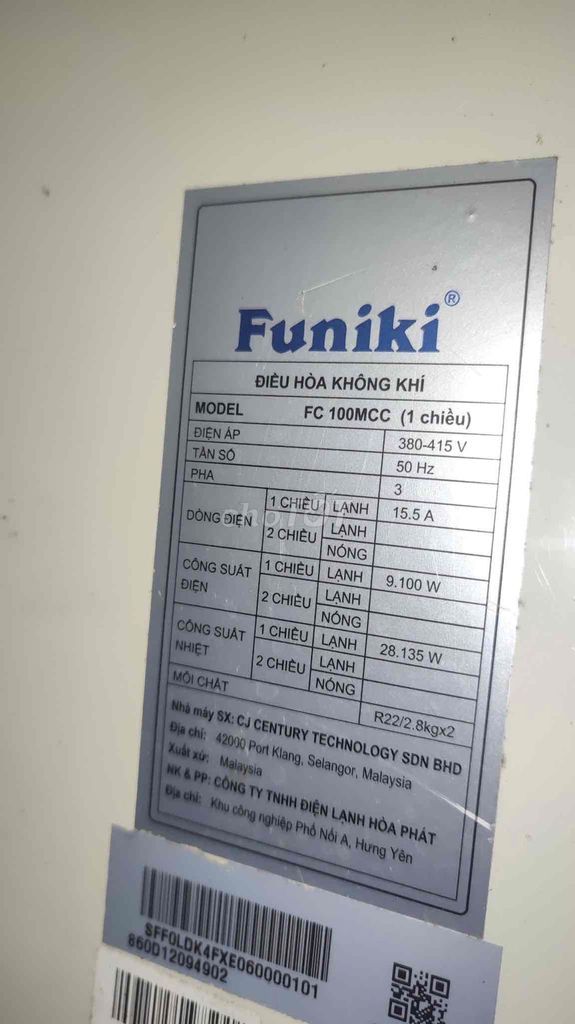 Funiki®
ĐIỀU HÒA KHÔNG KHÍ
MODEL FC 100MCC (1 chiều)
ĐIỆN ÁP 380-415 V
TẦN SỐ 50 Hz
PHA 3
DÒNG ĐIỆN 1 CHIỀU LẠNH 15.5 A
2 CHIỀU LẠNH
NÓNG
CÔNG SUẤT ĐIỆN 1 CHIỀU LẠNH 9.100 W
2 CHIỀU LẠNH
NÓNG
CÔNG SUẤT NHIỆT 1 CHIỀU LẠNH 28.135 W
2 CHIỀU LẠNH
NÓNG
MÔI CHẤT R22/2.8kgx2
Nhà máy SX: CJ CENTURY TECHNOLOGY SDN BHD
Địa chỉ: 42000 Port Klang, Selangor, Malaysia
Xuất xứ: Malaysia
NK & PP: CÔNG TY TNHH ĐIỆN LẠNH HÒA PHÁT
Địa chỉ: Khu công nghiệp Phố Nối A, Hưng Yên
SFF0LDK4FXE060000101
860D12094902